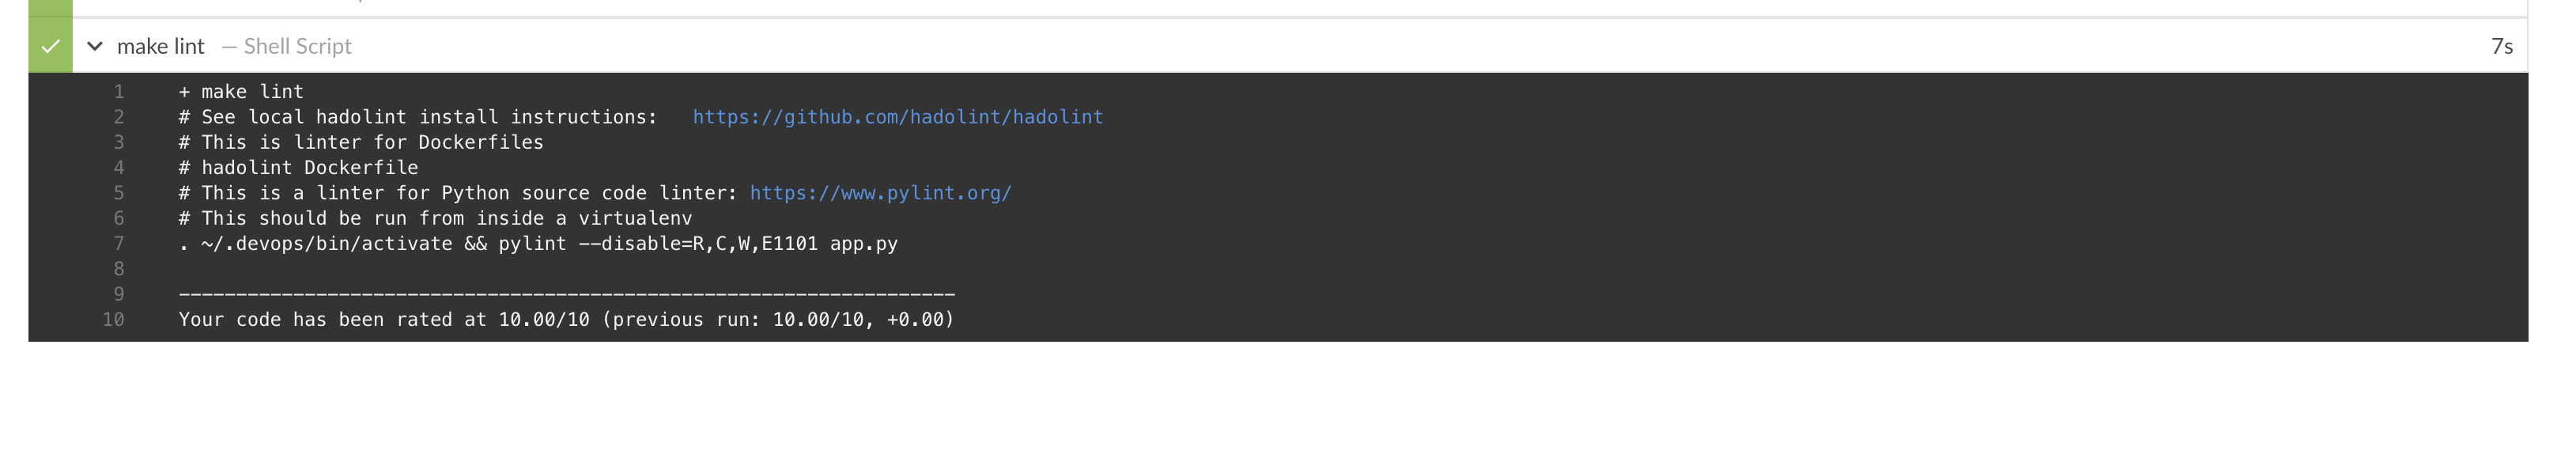 make lint — Shell Script 7s
1 + make lint
2 # See local hadolint install instructions:   https://github.com/hadolint/hadolint
3 # This is linter for Dockerfiles
4 # hadolint Dockerfile
5 # This is a linter for Python source code linter: https://www.pylint.org/
6 # This should be run from inside a virtualenv
7 . ~/.devops/bin/activate && pylint --disable=R,C,W,E1101 app.py
8
9 --------------------------------------------------------------------
10 Your code has been rated at 10.00/10 (previous run: 10.00/10, +0.00)